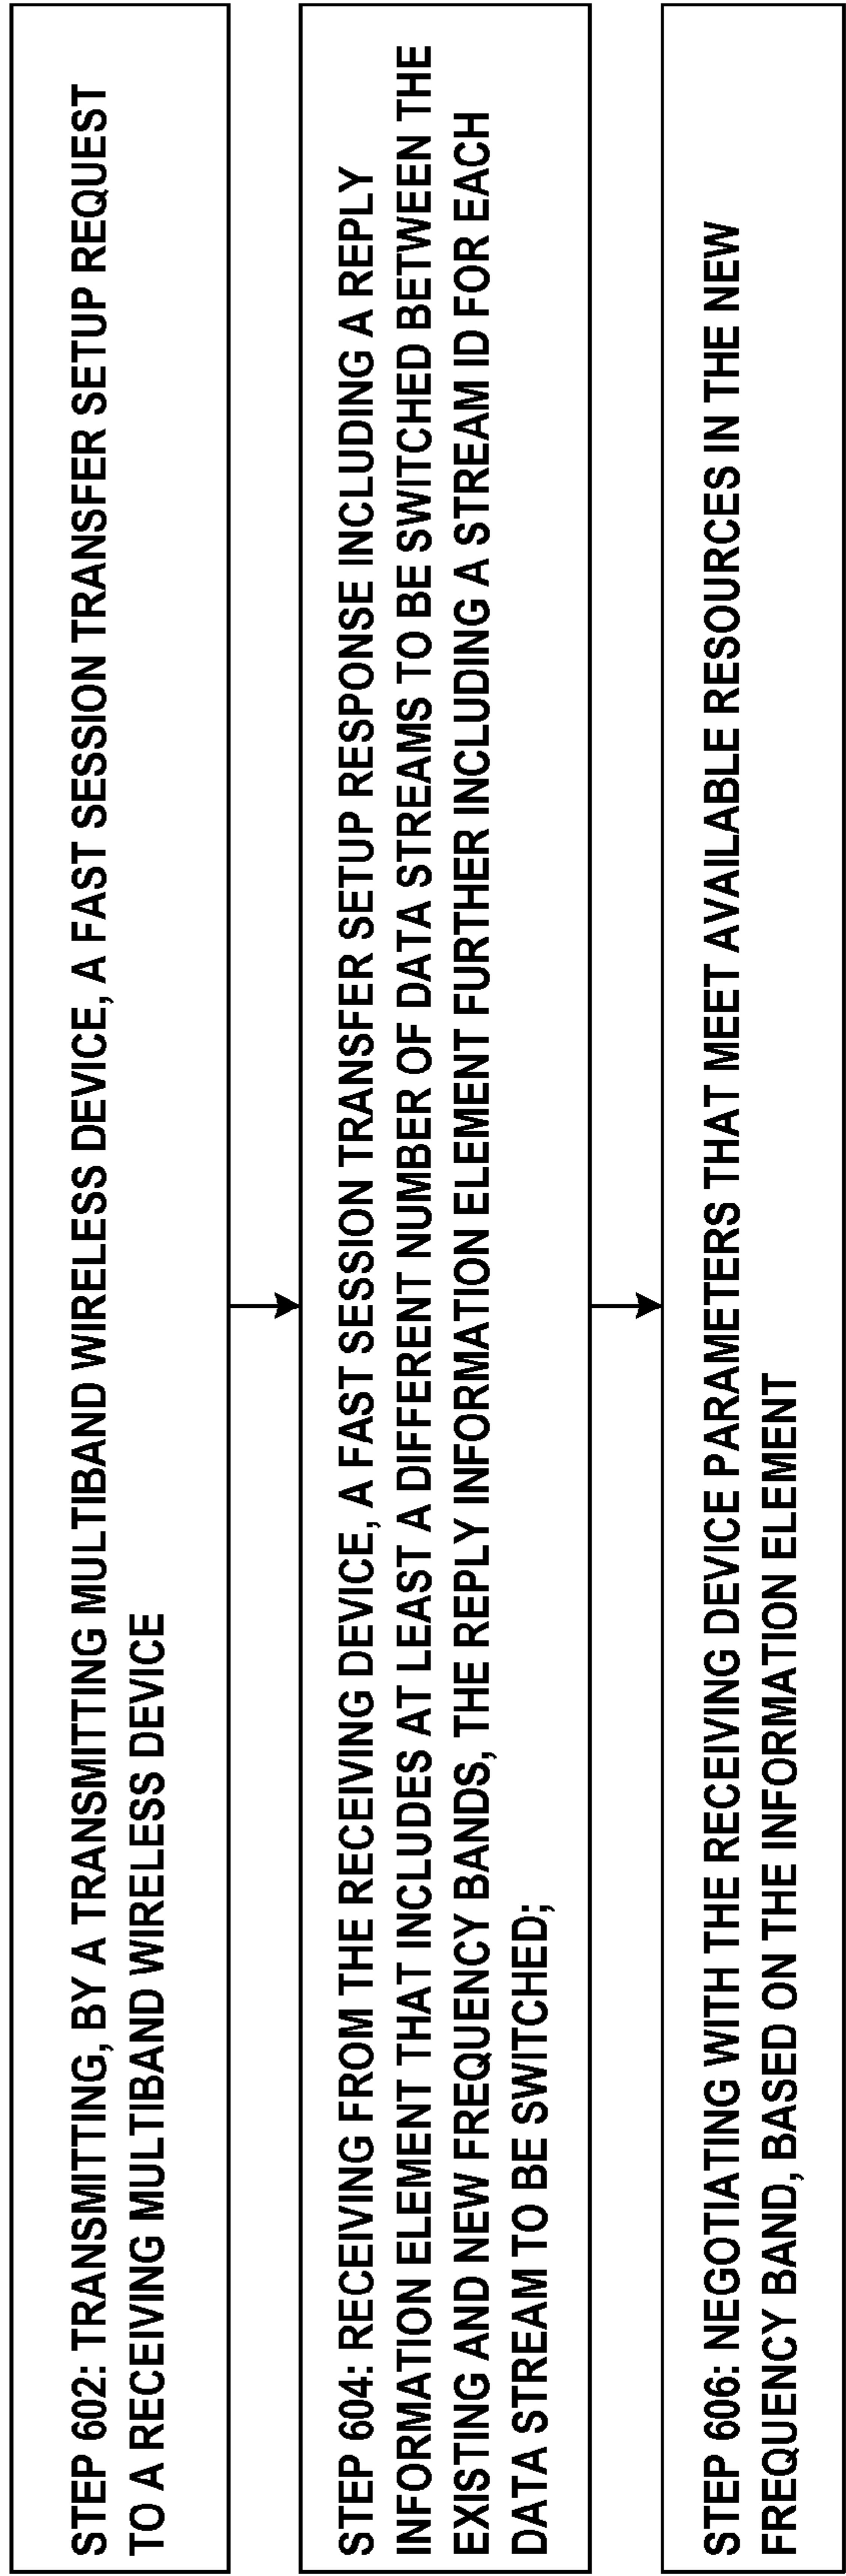 STEP 602: TRANSMITTING, BY A TRANSMITTING MULTIBAND WIRELESS DEVICE, A FAST SESSION TRANSFER SETUP REQUEST
TO A RECEIVING MULTIBAND WIRELESS DEVICE
STEP 604: RECEIVING FROM THE RECEIVING DEVICE, A FAST SESSION TRANSFER SETUP RESPONSE INCLUDING A REPLY
INFORMATION ELEMENT THAT INCLUDES AT LEAST A DIFFERENT NUMBER OF DATA STREAMS TO BE SWITCHED BETWEEN THE
EXISTING AND NEW FREQUENCY BANDS, THE REPLY INFORMATION ELEMENT FURTHER INCLUDING A STREAM ID FOR EACH
DATA STREAM TO BE SWITCHED;
STEP 606: NEGOTIATING WITH THE RECEIVING DEVICE PARAMETERS THAT MEET AVAILABLE RESOURCES IN THE NEW
FREQUENCY BAND, BASED ON THE INFORMATION ELEMENT